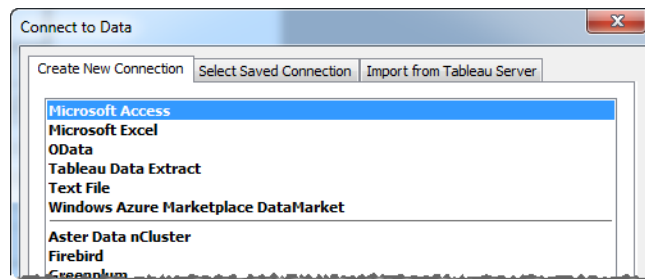 Connect to Data
Create New Connection Select Saved Connection Import from Tableau Server
Microsoft Access
Microsoft Excel
OData
Tableau Data Extract
Text File
Windows Azure Marketplace DataMarket
Aster Data nCluster
Firebird
Greenplum